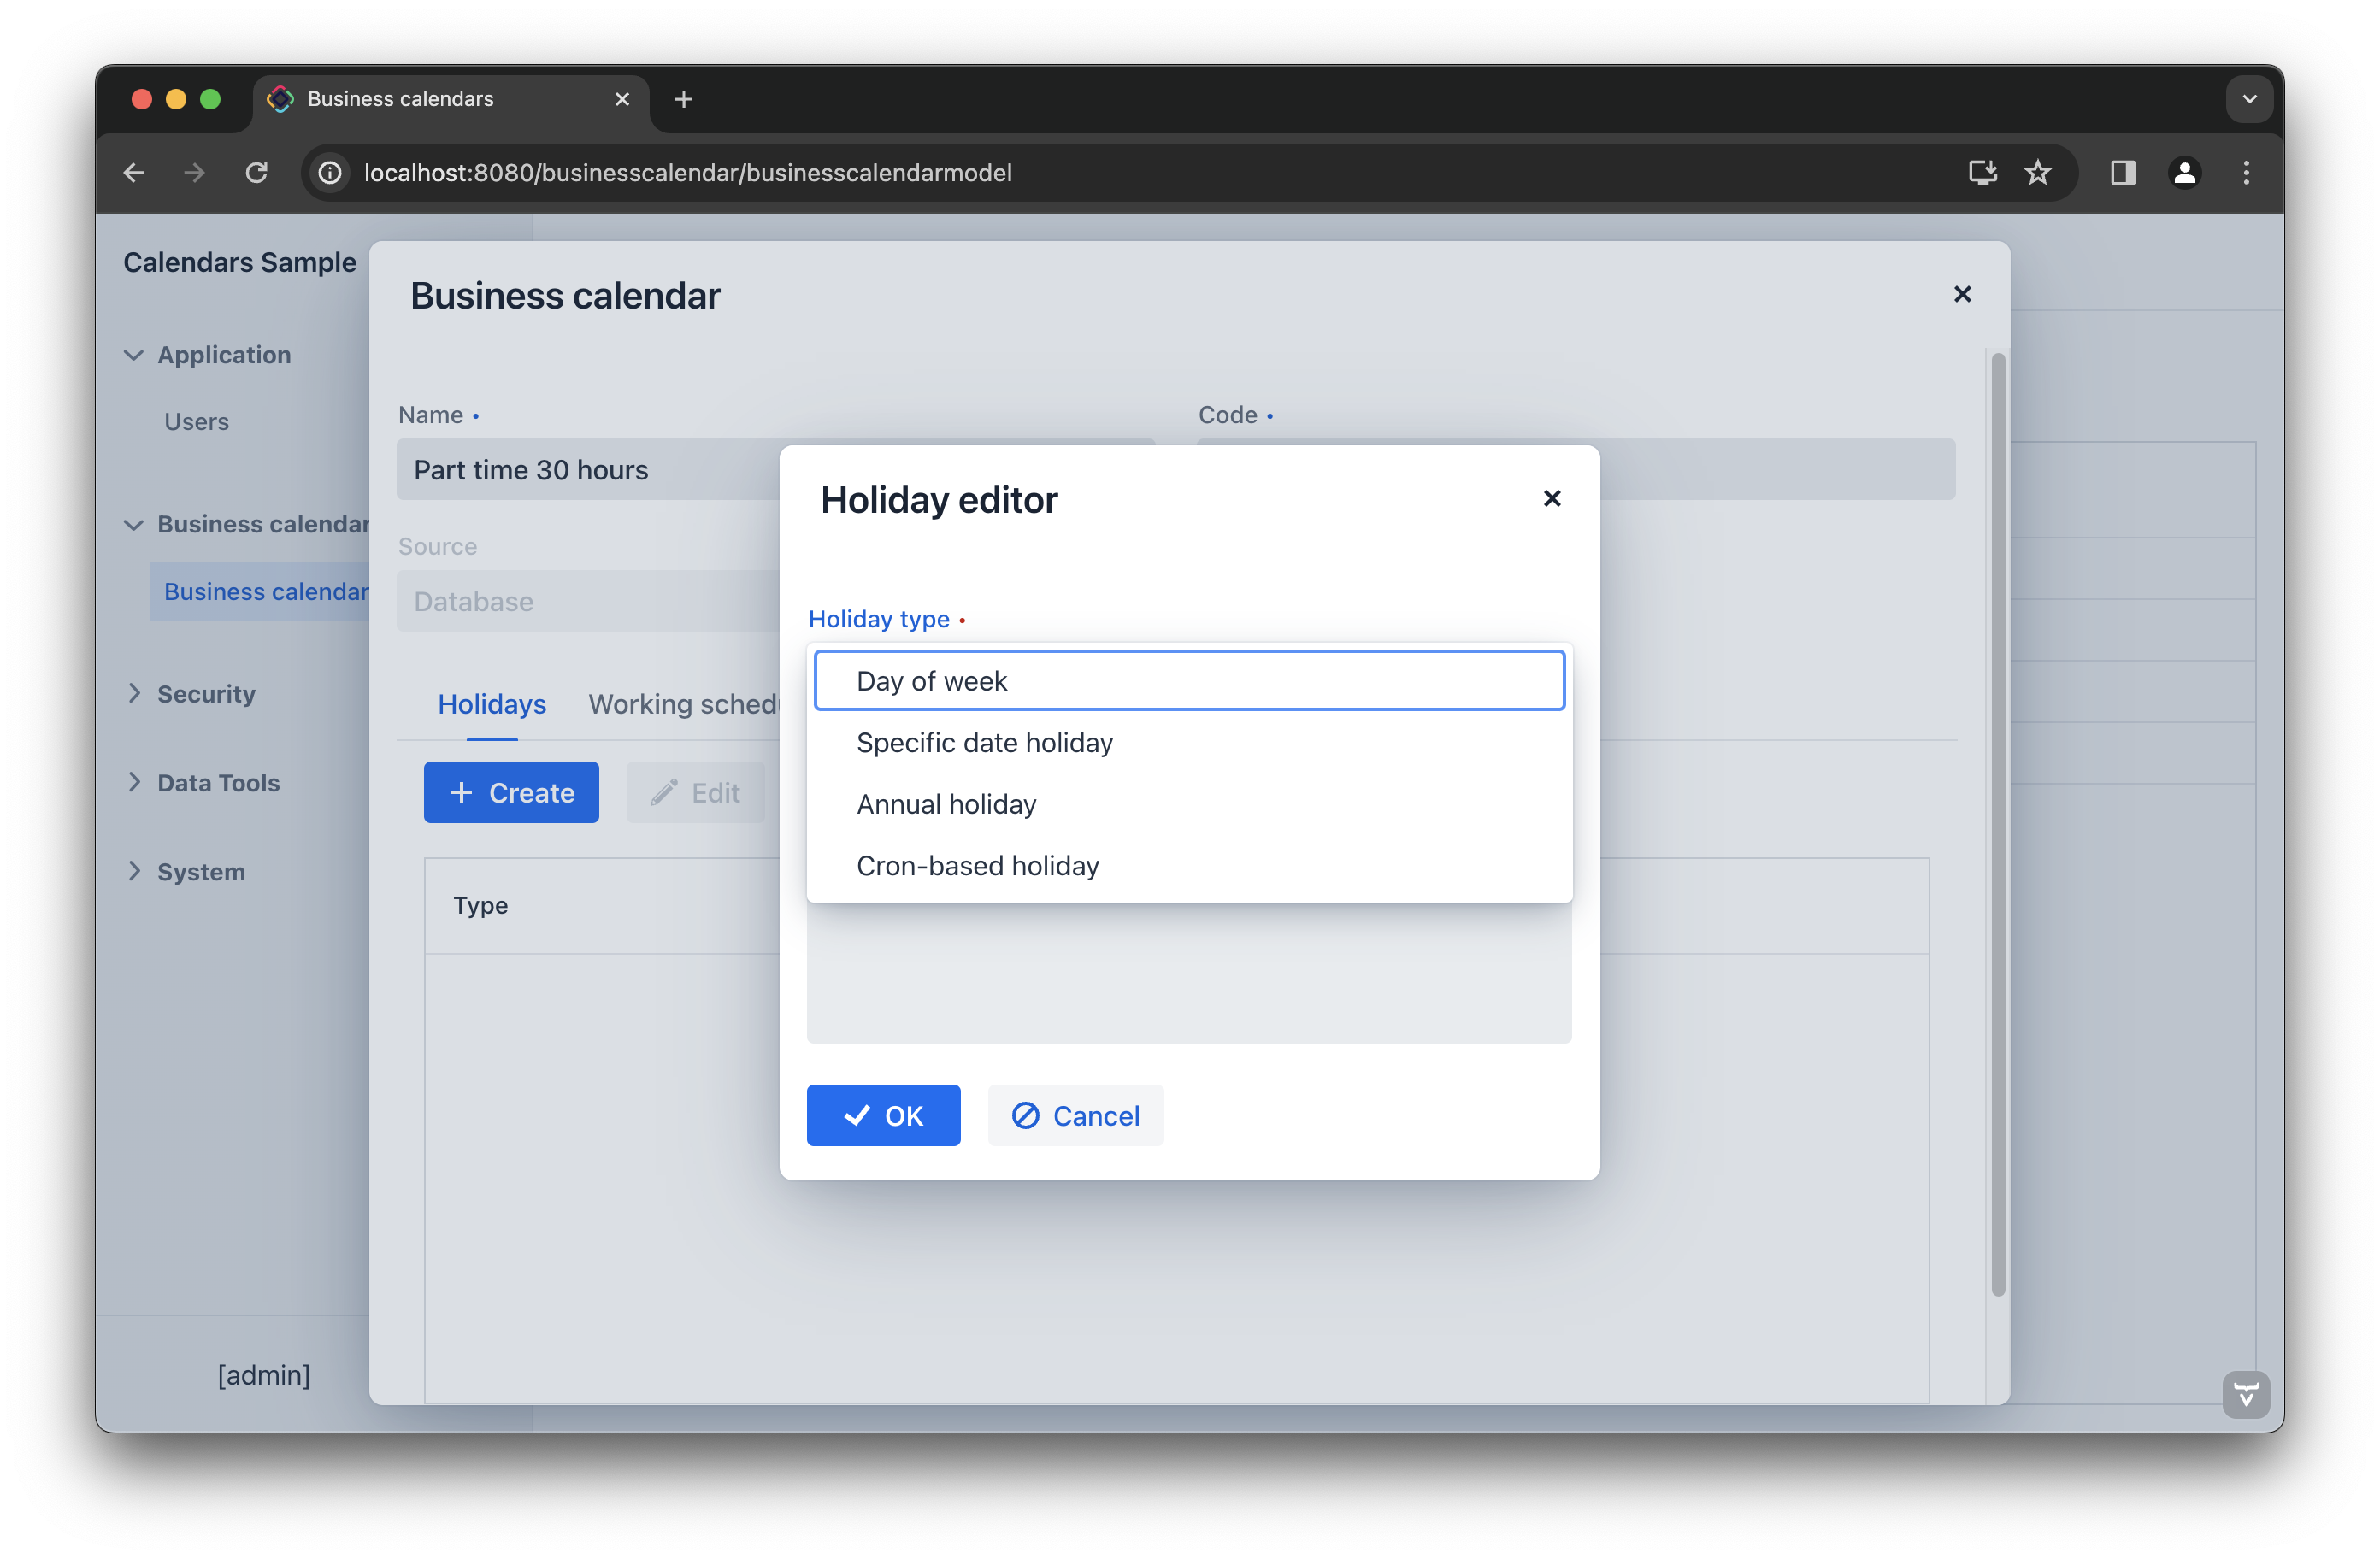 Business calendars
localhost:8080/businesscalendar/businesscalendarmodel
Calendars Sample
Application
Users
Business calendar
Business calendar
Security
Data Tools
System
[admin]
Business calendar
Name •
Code •
Part time 30 hours
Source
Database
Holidays
Working
Create
Edit
Type
Holiday editor
Holiday type •
Day of week
Specific date holiday
Annual holiday
Cron-based holiday
OK
Cancel